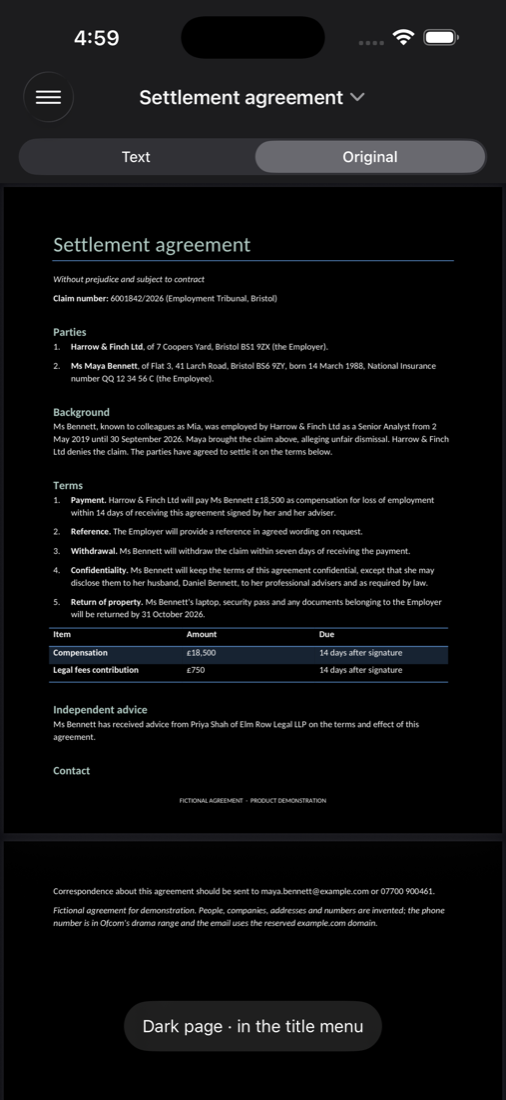 4:59
Settlement agreement
Text Original
Settlement agreement
Without prejudice and subject to contract
Claim number: 6001842/2026 (Employment Tribunal, Bristol)
Parties
1. Harrow & Finch Ltd, of 7 Coopers Yard, Bristol BS1 9ZX (the Employer).
2. Ms Maya Bennett, of Flat 3, 41 Larch Road, Bristol BS6 9ZY, born 14 March 1988, National Insurance
number QQ 12 34 56 C (the Employee).
Background
Ms Bennett, known to colleagues as Mia, was employed by Harrow & Finch Ltd as a Senior Analyst from 2
May 2019 until 30 September 2026. Maya brought the claim above, alleging unfair dismissal. Harrow & Finch
Ltd denies the claim. The parties have agreed to settle it on the terms below.
Terms
1. Payment. Harrow & Finch Ltd will pay Ms Bennett £18,500 as compensation for loss of employment
within 14 days of receiving this agreement signed by her and her adviser.
2. Reference. The Employer will provide a reference in agreed wording on request.
3. Withdrawal. Ms Bennett will withdraw the claim within seven days of receiving the payment.
4. Confidentiality. Ms Bennett will keep the terms of this agreement confidential, except that she may
disclose them to her husband, Daniel Bennett, to her professional advisers and as required by law.
5. Return of property. Ms Bennett's laptop, security pass and any documents belonging to the Employer
will be returned by 31 October 2026.
Item Amount Due
Compensation £18,500 14 days after signature
Legal fees contribution £750 14 days after signature
Independent advice
Ms Bennett has received advice from Priya Shah of Elm Row Legal LLP on the terms and effect of this
agreement.
Contact
FICTIONAL AGREEMENT · PRODUCT DEMONSTRATION
Correspondence about this agreement should be sent to maya.bennett@example.com or 07700 900461.
Fictional agreement for demonstration. People, companies, addresses and numbers are invented; the phone
number is in Ofcom's drama range and the email uses the reserved example.com domain.
Dark page · in the title menu